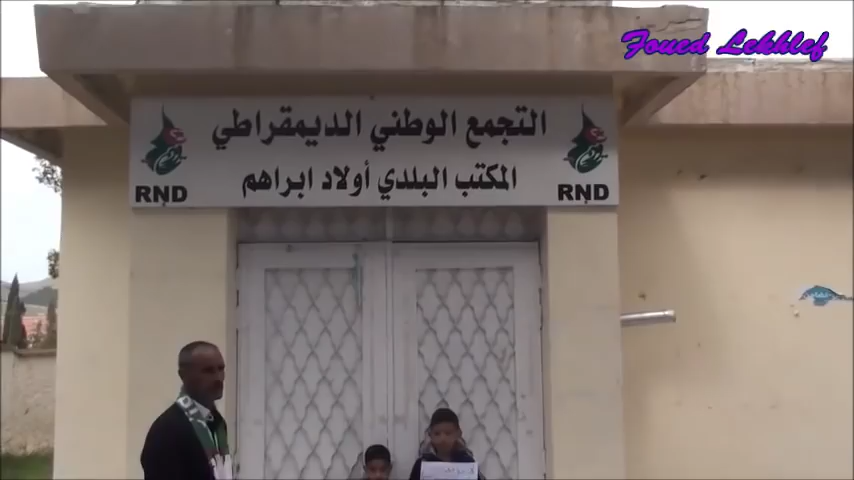 Foued Lekhlef
التجمع الوطني الديمقراطي
المكتب البلدي أولاد ابراهم
RND
RND